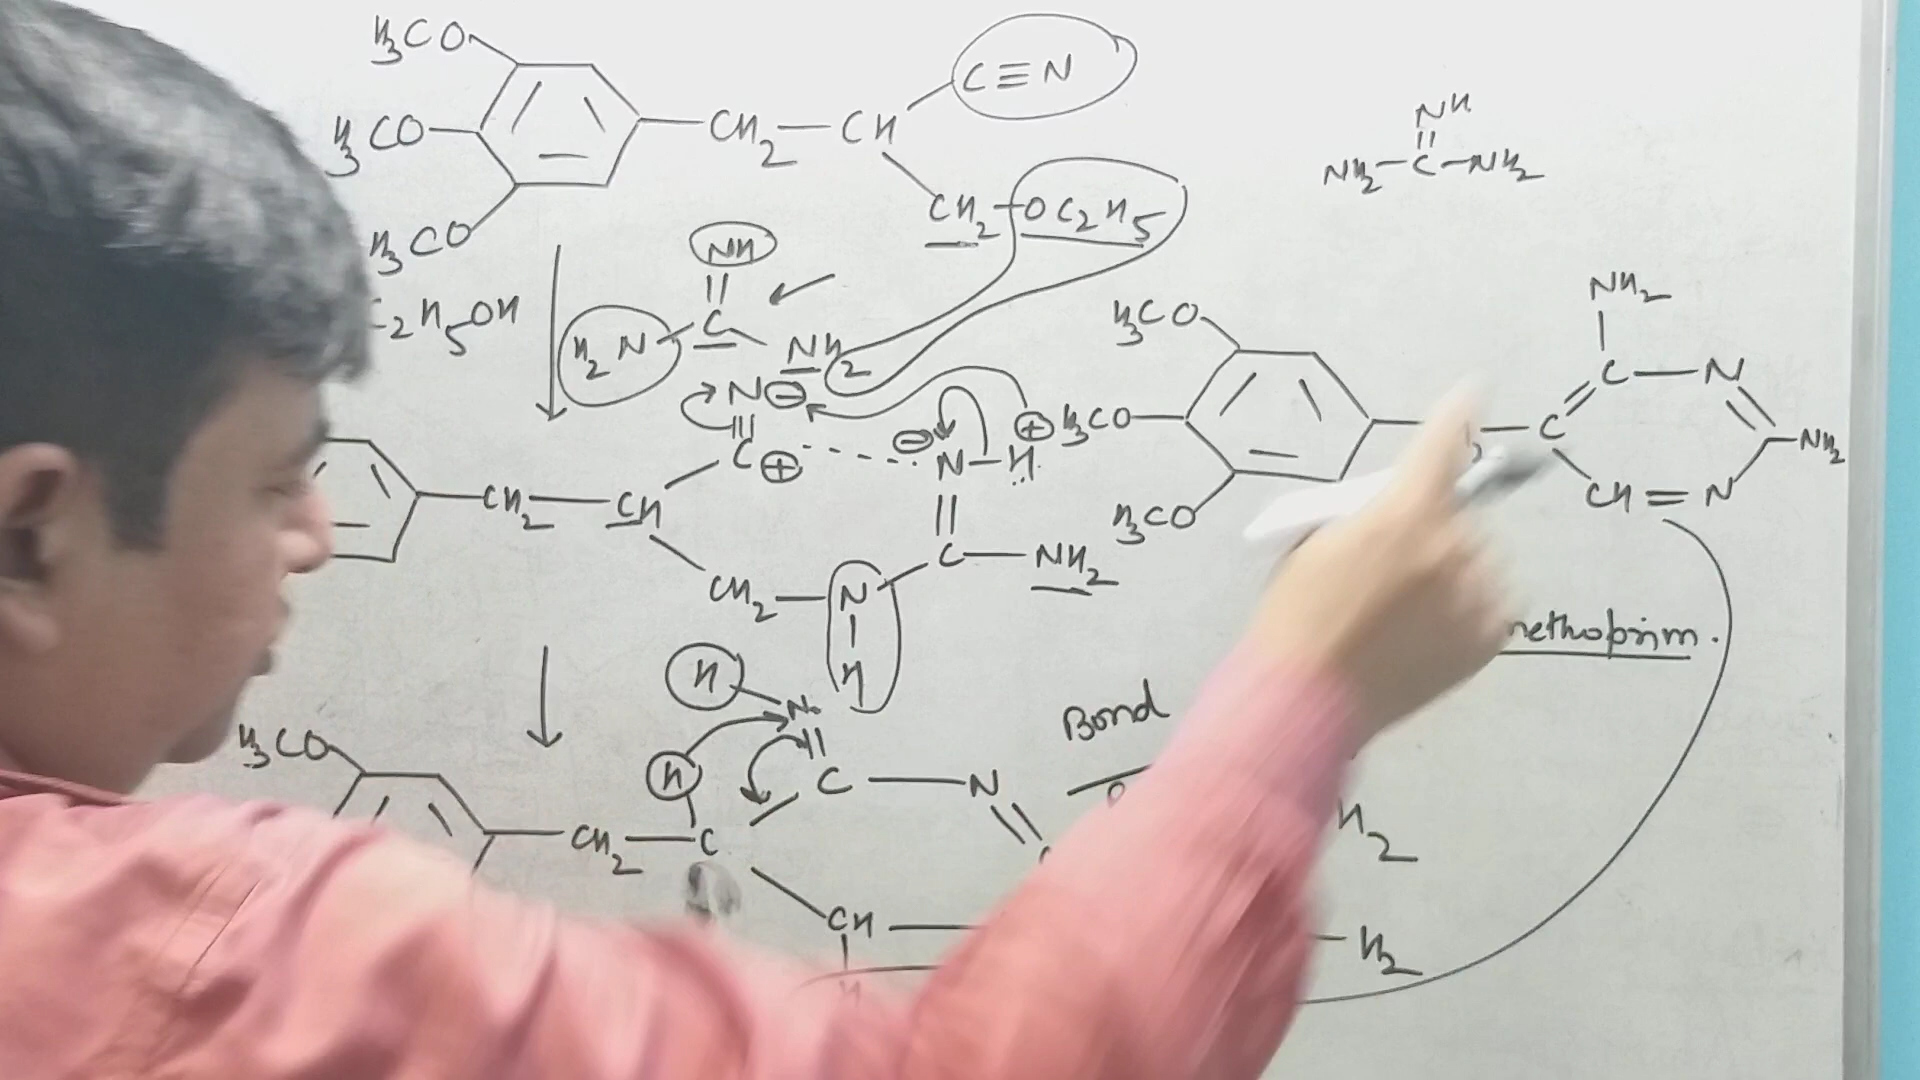 H3CO
C≡N
H3CO
CH2—CH
H3CO
CH2—OC2H5
NH
NH2—C—NH2
NH
C2H5OH
H2N—C
NH2
N⊖
C⊕
⊖
N—H
⊕
CH2—CH
C—NH2
CH2—N
H
NH2
H3CO
C—N
H3CO
C
NH2
H3CO
CH=N
methoprim.
H
N
Bond
H
H3CO
C—N
CH2—C
H2
CH
H2
H